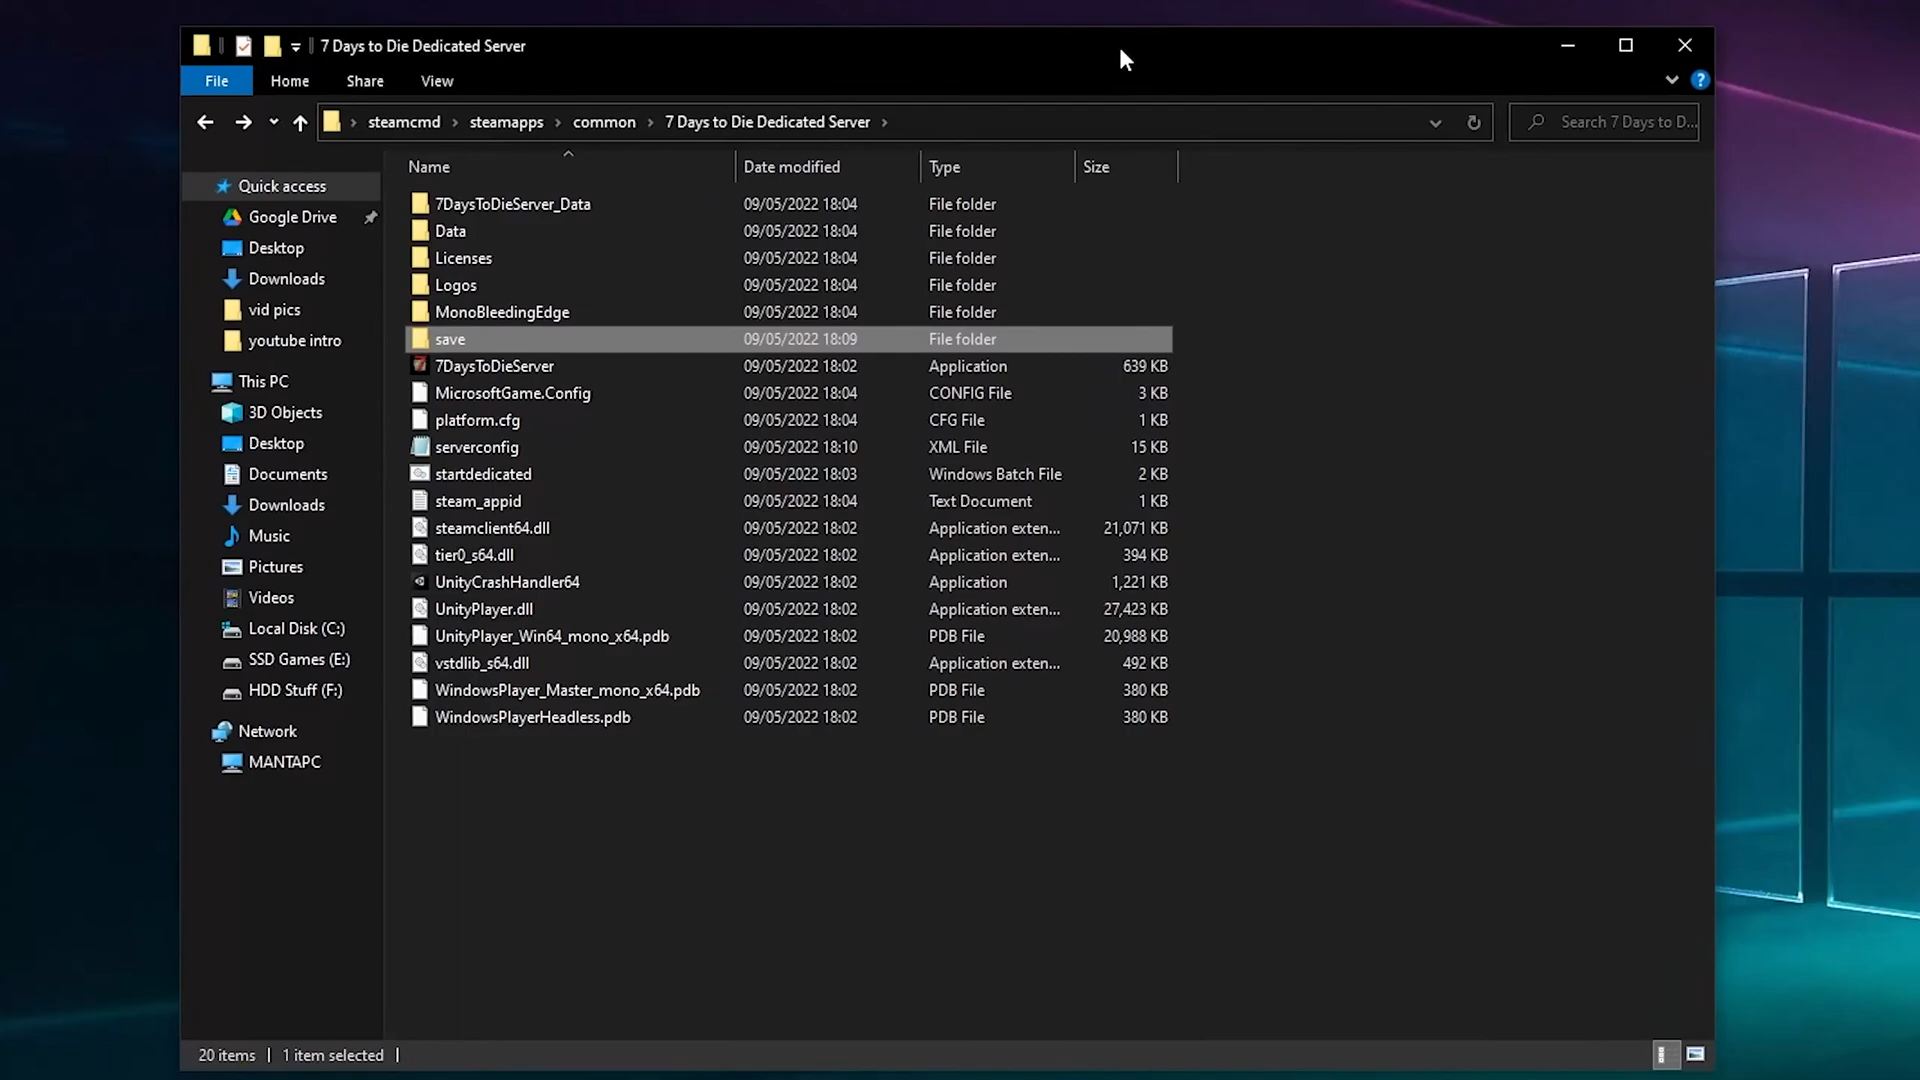 7 Days to Die Dedicated Server
File Home Share View
steamcmd steamapps common 7 Days to Die Dedicated Server Search 7 Days to D...
Name Date modified Type Size
Quick access
Google Drive
Desktop
Downloads
vid pics
youtube intro
This PC
3D Objects
Desktop
Documents
Downloads
Music
Pictures
Videos
Local Disk (C:)
SSD Games (E:)
HDD Stuff (F:)
Network
MANTAPC
7DaysToDieServer_Data 09/05/2022 18:04 File folder
Data 09/05/2022 18:04 File folder
Licenses 09/05/2022 18:04 File folder
Logos 09/05/2022 18:04 File folder
MonoBleedingEdge 09/05/2022 18:04 File folder
save 09/05/2022 18:09 File folder
7DaysToDieServer 09/05/2022 18:02 Application 639 KB
MicrosoftGame.Config 09/05/2022 18:04 CONFIG File 3 KB
platform.cfg 09/05/2022 18:04 CFG File 1 KB
serverconfig 09/05/2022 18:10 XML File 15 KB
startdedicated 09/05/2022 18:03 Windows Batch File 2 KB
steam_appid 09/05/2022 18:04 Text Document 1 KB
steamclient64.dll 09/05/2022 18:02 Application exten... 21,071 KB
tier0_s64.dll 09/05/2022 18:02 Application exten... 394 KB
UnityCrashHandler64 09/05/2022 18:02 Application 1,221 KB
UnityPlayer.dll 09/05/2022 18:02 Application exten... 27,423 KB
UnityPlayer_Win64_mono_x64.pdb 09/05/2022 18:02 PDB File 20,988 KB
vstdlib_s64.dll 09/05/2022 18:02 Application exten... 492 KB
WindowsPlayer_Master_mono_x64.pdb 09/05/2022 18:02 PDB File 380 KB
WindowsPlayerHeadless.pdb 09/05/2022 18:02 PDB File 380 KB
20 items 1 item selected